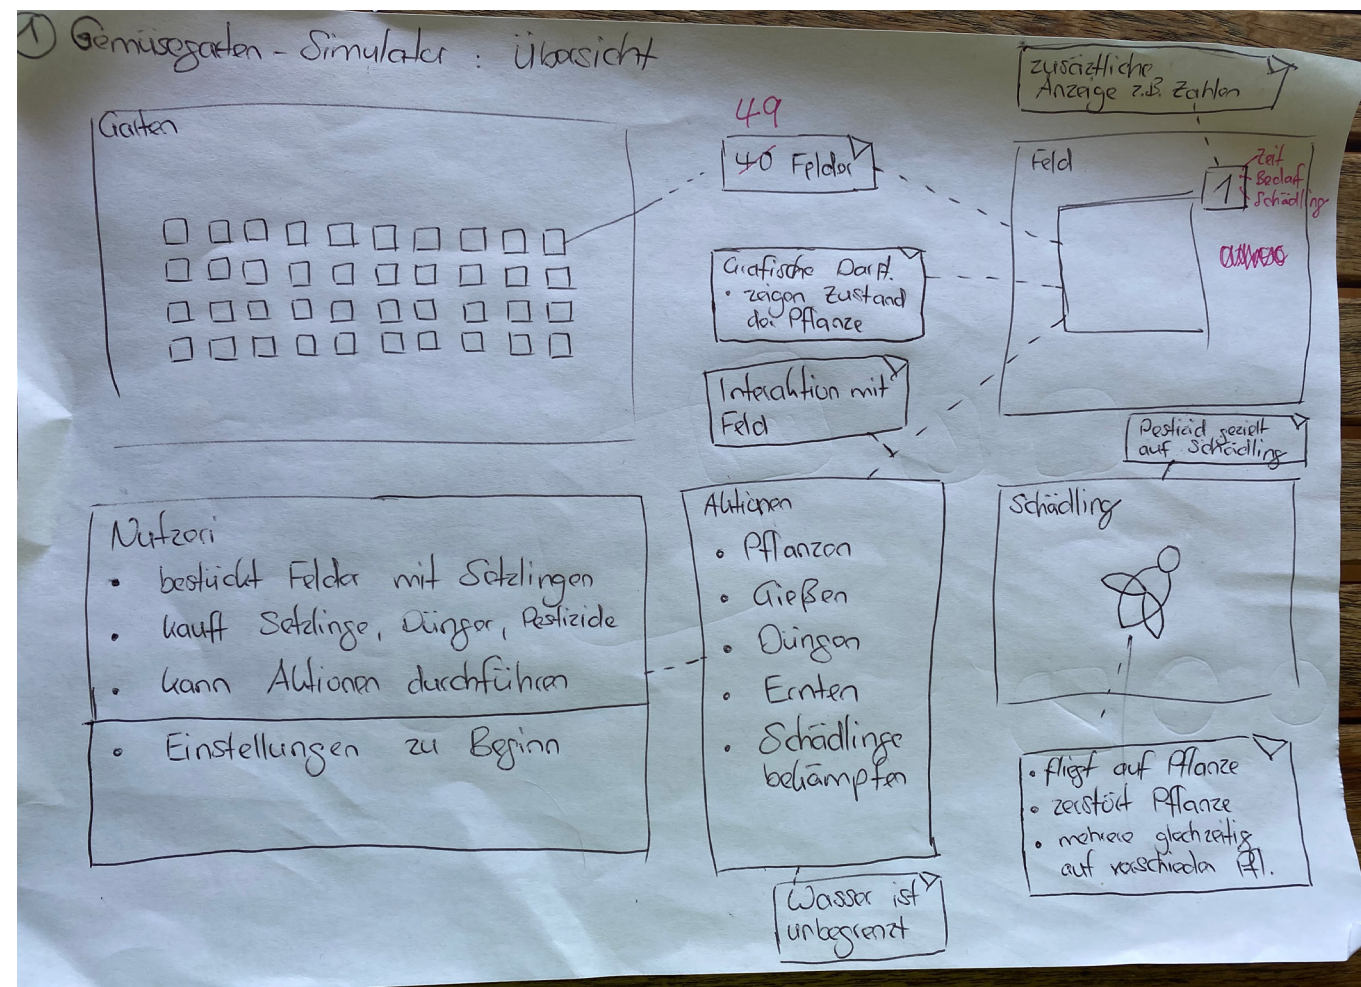 1 Gemüsegarten - Simulator : Übersicht
zusäztliche
Anzeige z.B. Zahlen
Garten
49
40 Felder
Feld
1
Zeit
Bedarf
Schädling
Grafische Darst.
• zeigen Zustand
der Pflanze
Interaktion mit
Feld
Pesticid gezielt
auf Schädling
Nutzeri
• bestückt Felder mit Setzlingen
• kauft Setzlinge, Dünger, Pestizide
• kann Aktionen durchführen
• Einstellungen zu Beginn
Aktionen
• Pflanzen
• Gießen
• Düngen
• Ernten
• Schädlinge
bekämpfen
Wasser ist
unbegrenzt
Schädling
• fliegt auf Pflanze
• zerstört Pflanze
• mehrere gleichzeitig
auf verschieden Pfl.